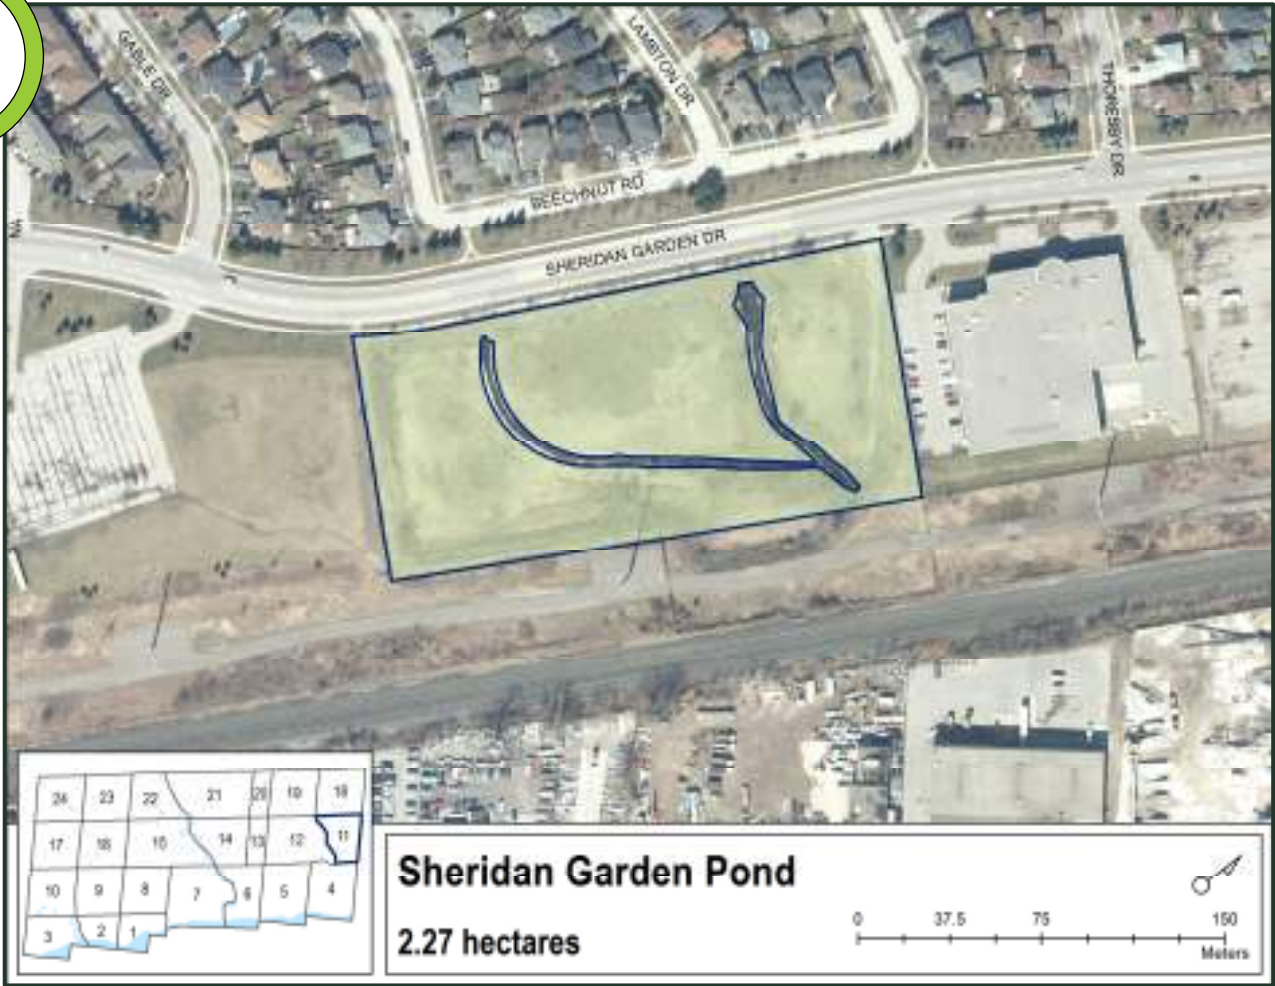 GABLE DR
LAMBTON DR
THORESBY DR
BEECHNUT RD
SHERIDAN GARDEN DR
24 23 22 21 20 19 18
17 16 15 14 13 12 11
10 9 8 7 6 5 4
3 2 1
Sheridan Garden Pond
2.27 hectares
0 37.5 75 150
Meters